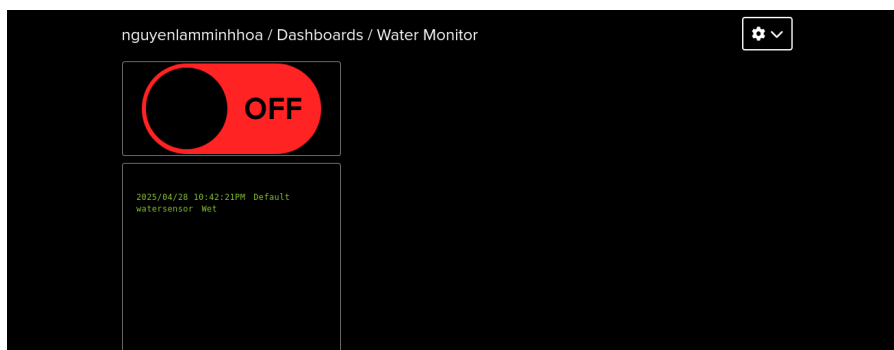 nguyenlamminhhoa / Dashboards / Water Monitor
OFF
2025/04/28 10:42:21PM Default
watersensor Wet